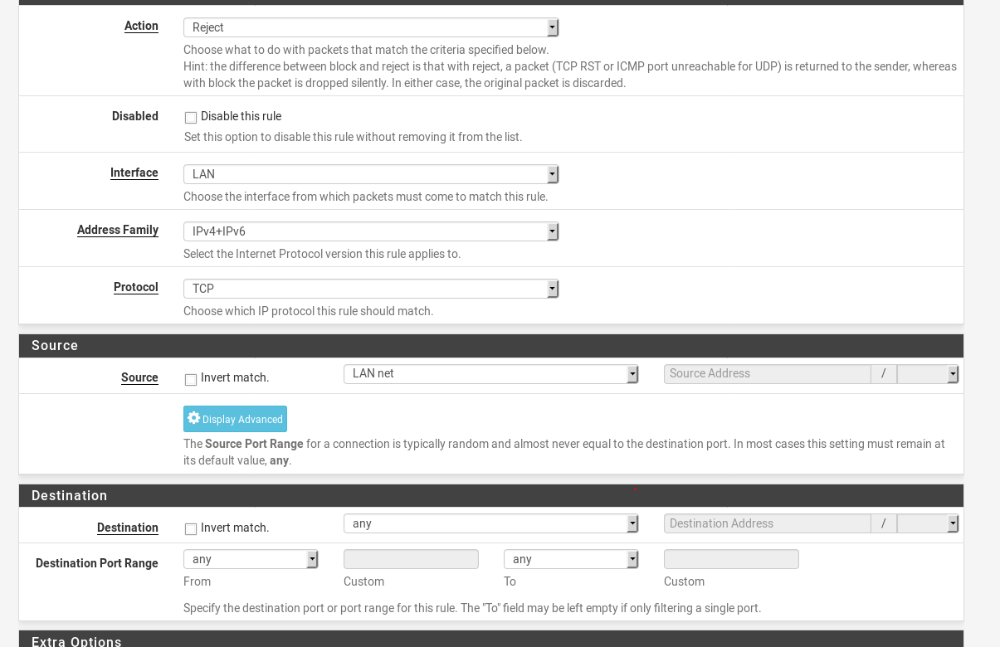 Action
Reject
Choose what to do with packets that match the criteria specified below.
Hint: the difference between block and reject is that with reject, a packet (TCP RST or ICMP port unreachable for UDP) is returned to the sender, whereas
with block the packet is dropped silently. In either case, the original packet is discarded.
Disabled
Disable this rule
Set this option to disable this rule without removing it from the list.
Interface
LAN
Choose the interface from which packets must come to match this rule.
Address Family
IPv4+IPv6
Select the Internet Protocol version this rule applies to.
Protocol
TCP
Choose which IP protocol this rule should match.
Source
Source
Invert match.
LAN net
Source Address
/
Display Advanced
The Source Port Range for a connection is typically random and almost never equal to the destination port. In most cases this setting must remain at
its default value, any.
Destination
Destination
Invert match.
any
Destination Address
/
Destination Port Range
any
any
From
Custom
To
Custom
Specify the destination port or port range for this rule. The "To" field may be left empty if only filtering a single port.
Extra Options